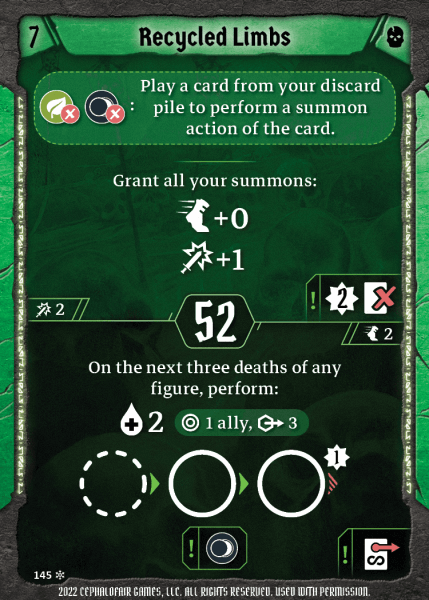 7
Recycled Limbs
x x : Play a card from your discard
pile to perform a summon
action of the card.
Grant all your summons:
+0
+1
! 2
2
52
2
On the next three deaths of any
figure, perform:
2 1 ally, 3
1
!
!
145
2022 CEPHALOFAIR GAMES, LLC. ALL RIGHTS RESERVED. USED WITH PERMISSION.